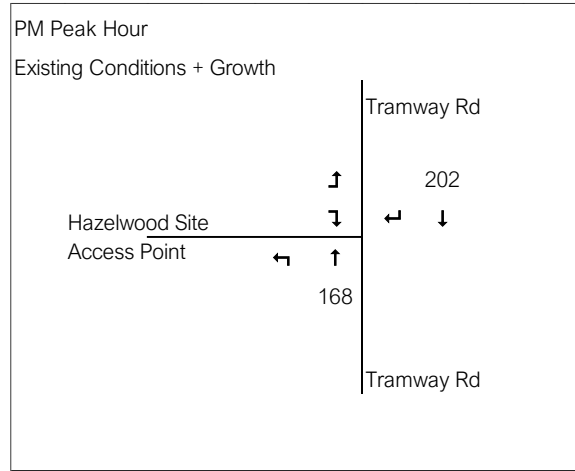 PM Peak Hour
Existing Conditions + Growth
Tramway Rd
202
Hazelwood Site
Access Point
168
Tramway Rd